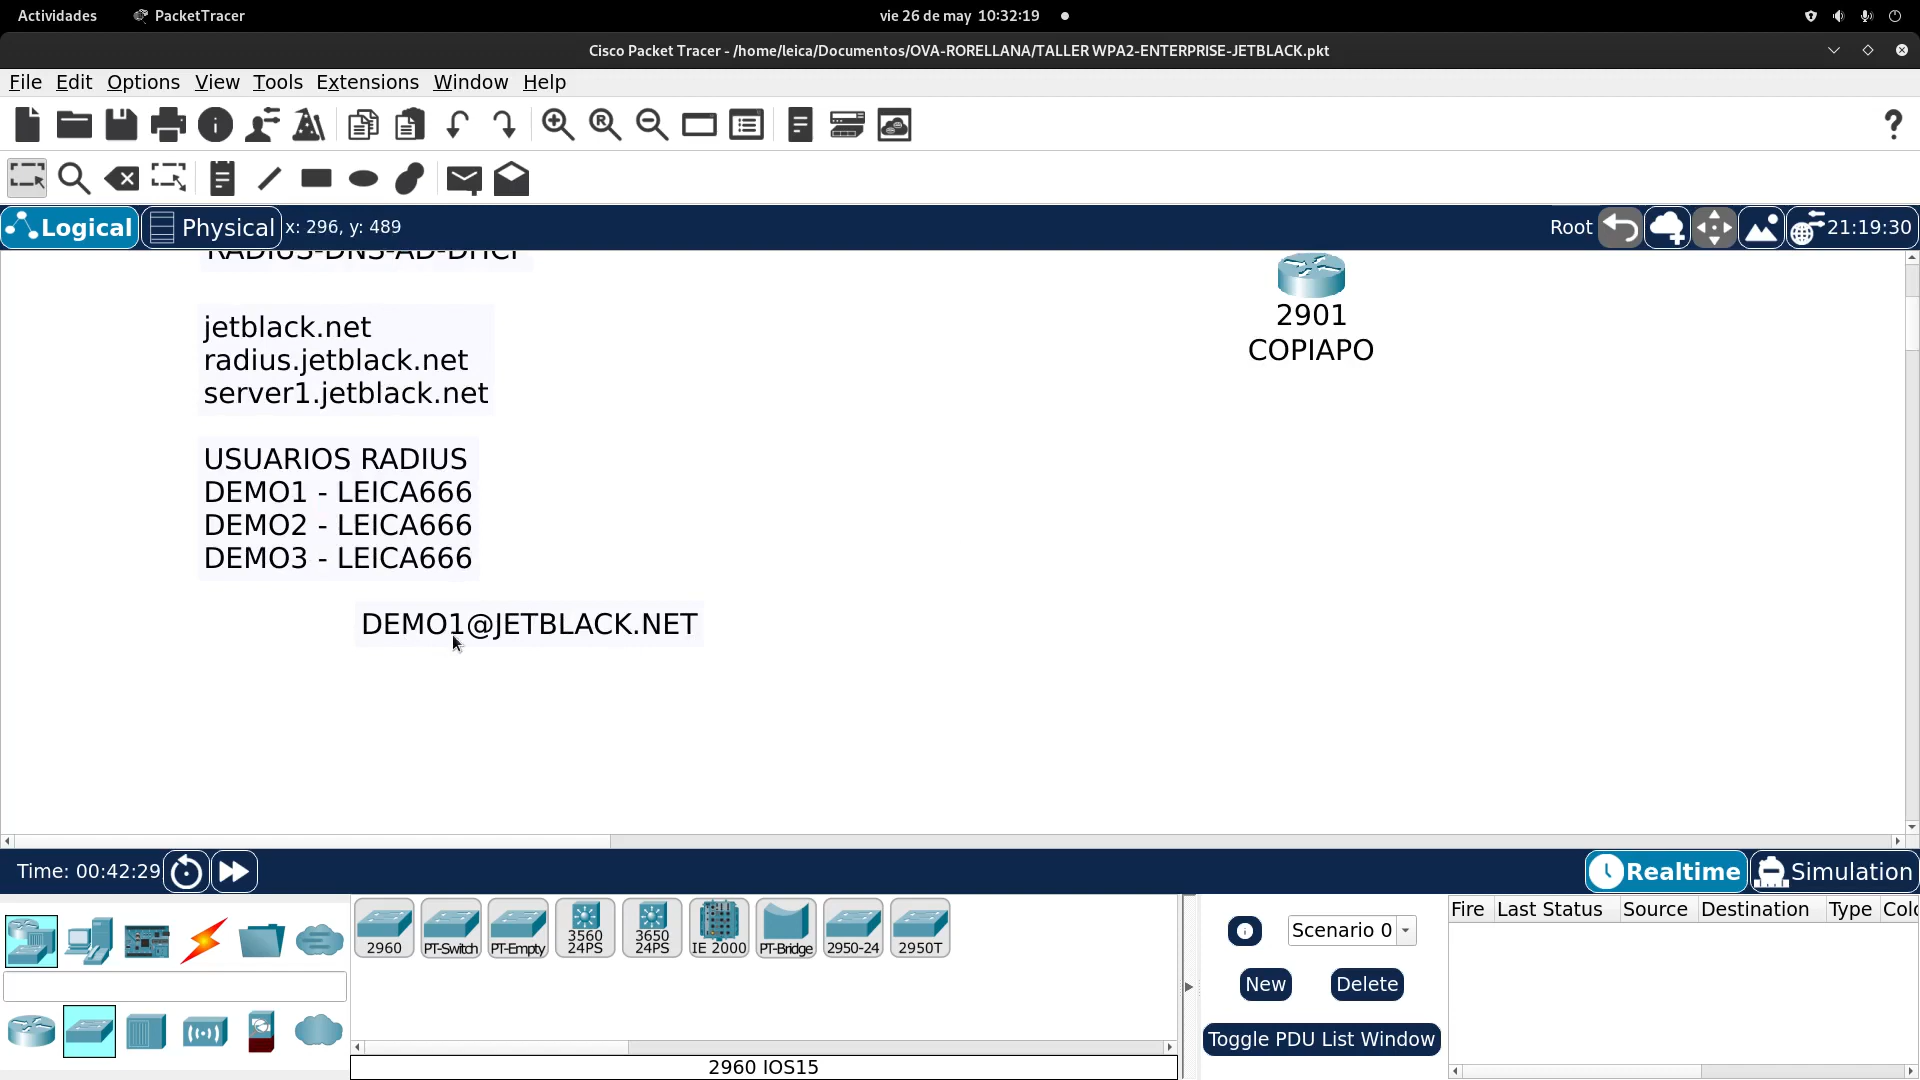 Actividades
PacketTracer
vie 26 de may 10:32:19
Cisco Packet Tracer - /home/leica/Documentos/OVA-RORELLANA/TALLER WPA2-ENTERPRISE-JETBLACK.pkt
File Edit Options View Tools Extensions Window Help
Logical
Physical
x: 296, y: 489
Root
21:19:30
RADIUS-DNS-AD-DHCP
jetblack.net
radius.jetblack.net
server1.jetblack.net
2901
COPIAPO
USUARIOS RADIUS
DEMO1 - LEICA666
DEMO2 - LEICA666
DEMO3 - LEICA666
DEMO1@JETBLACK.NET
Time: 00:42:29
Realtime
Simulation
2960
PT-Switch
PT-Empty
3560
24PS
3650
24PS
IE 2000
PT-Bridge
2950-24
2950T
2960 IOS15
Scenario 0
New
Delete
Toggle PDU List Window
Fire Last Status Source Destination Type Colo